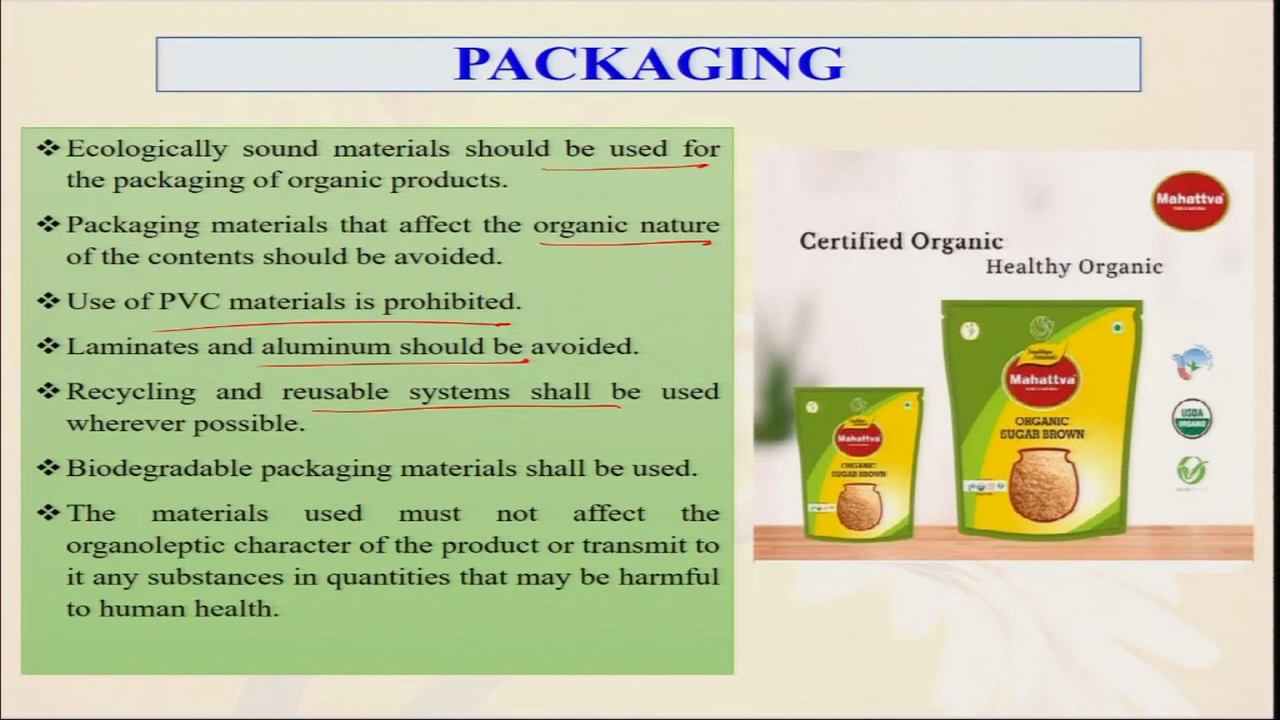 PACKAGING
❖ Ecologically sound materials should be used for
the packaging of organic products.
❖ Packaging materials that affect the organic nature
of the contents should be avoided.
❖ Use of PVC materials is prohibited.
❖ Laminates and aluminum should be avoided.
❖ Recycling and reusable systems shall be used
wherever possible.
❖ Biodegradable packaging materials shall be used.
❖ The materials used must not affect the
organoleptic character of the product or transmit to
it any substances in quantities that may be harmful
to human health.
Mahattva
Certified Organic
Healthy Organic
Mahattva
ORGANIC
SUGAR BROWN
Mahattva
ORGANIC
SUGAR BROWN
USDA
ORGANIC